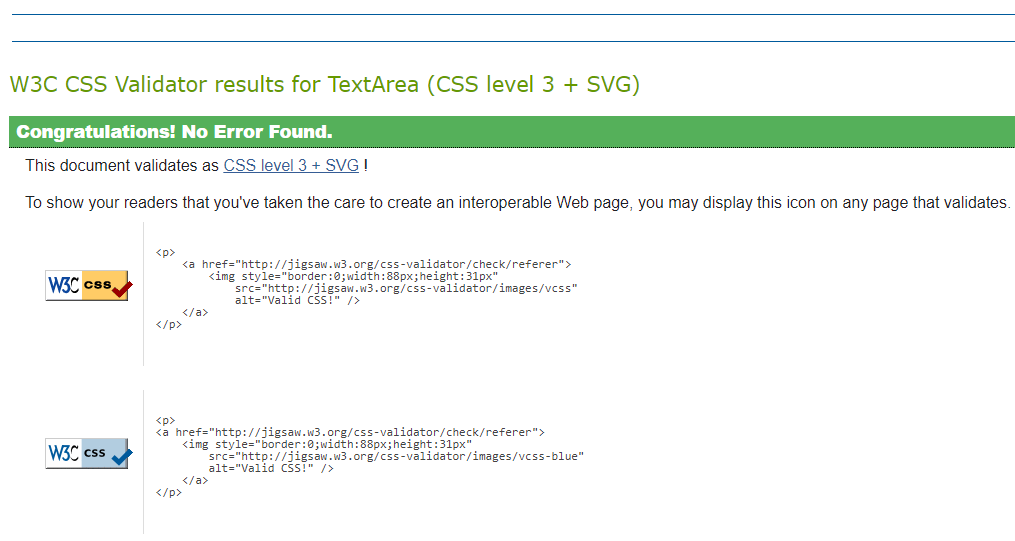 W3C CSS Validator results for TextArea (CSS level 3 + SVG)
Congratulations! No Error Found.
This document validates as CSS level 3 + SVG !
To show your readers that you've taken the care to create an interoperable Web page, you may display this icon on any page that validates.
W3C css
<p>
<a href="http://jigsaw.w3.org/css-validator/check/referer">
<img style="border:0;width:88px;height:31px"
src="http://jigsaw.w3.org/css-validator/images/vcss"
alt="Valid CSS!" />
</a>
</p>
W3C css
<p>
<a href="http://jigsaw.w3.org/css-validator/check/referer">
<img style="border:0;width:88px;height:31px"
src="http://jigsaw.w3.org/css-validator/images/vcss-blue"
alt="Valid CSS!" />
</a>
</p>